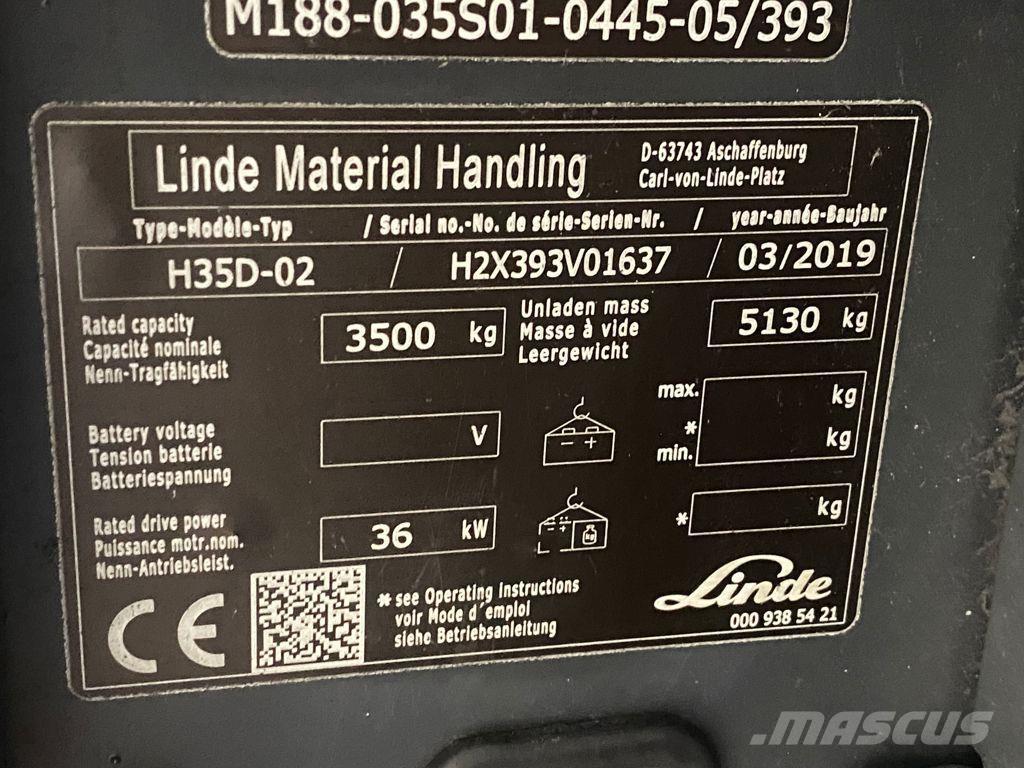 M188-035S01-0445-05/393
Linde Material Handling
D-63743 Aschaffenburg
Carl-von-Linde-Platz
Type-Modèle-Typ / Serial no.-No. de série-Serien-Nr. / year-année-Baujahr
H35D-02 / H2X393V01637 / 03/2019
Rated capacity
Capacité nominale
Nenn-Tragfähigkeit
3500 kg
Unladen mass
Masse à vide
Leergewicht
5130 kg
Battery voltage
Tension batterie
Batteriespannung
V
- +
max.
*
min.
kg
kg
Rated drive power
Puissance motr.nom.
Nenn-Antriebsleist.
36 kW
- +
kg
* kg
CE
* see Operating instructions
voir Mode d'emploi
siehe Betriebsanleitung
Linde
000 938 54 21
MASCUS